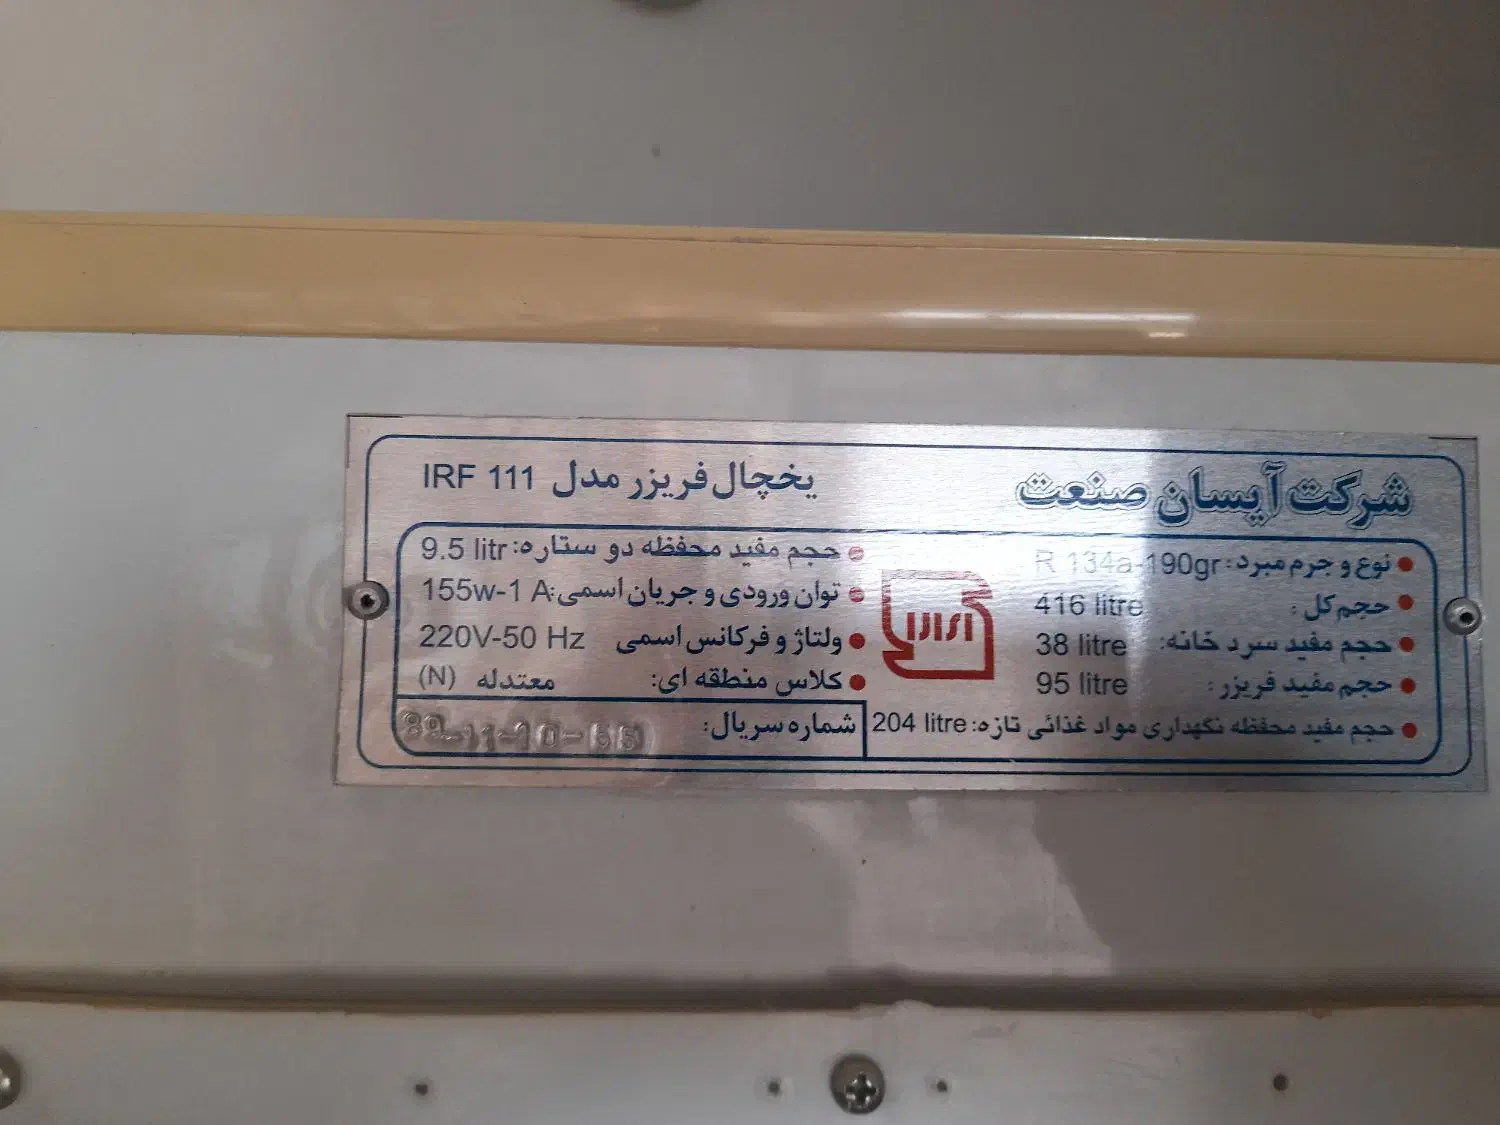 شرکت آیسان صنعت
یخچال فریزر مدل IRF 111
نوع و جرم مبرد: R 134a-190gr
حجم کل: 416 litre
حجم مفید سرد خانه: 38 litre
حجم مفید فریزر: 95 litre
حجم مفید محفظه نگهداری مواد غذائی تازه: 204 litre
حجم مفید محفظه دو ستاره: 9.5 litr
توان ورودی و جریان اسمی: 155w-1 A
ولتاژ و فرکانس اسمی 220V-50 Hz
کلاس منطقه ای: معتدله (N)
شماره سریال: